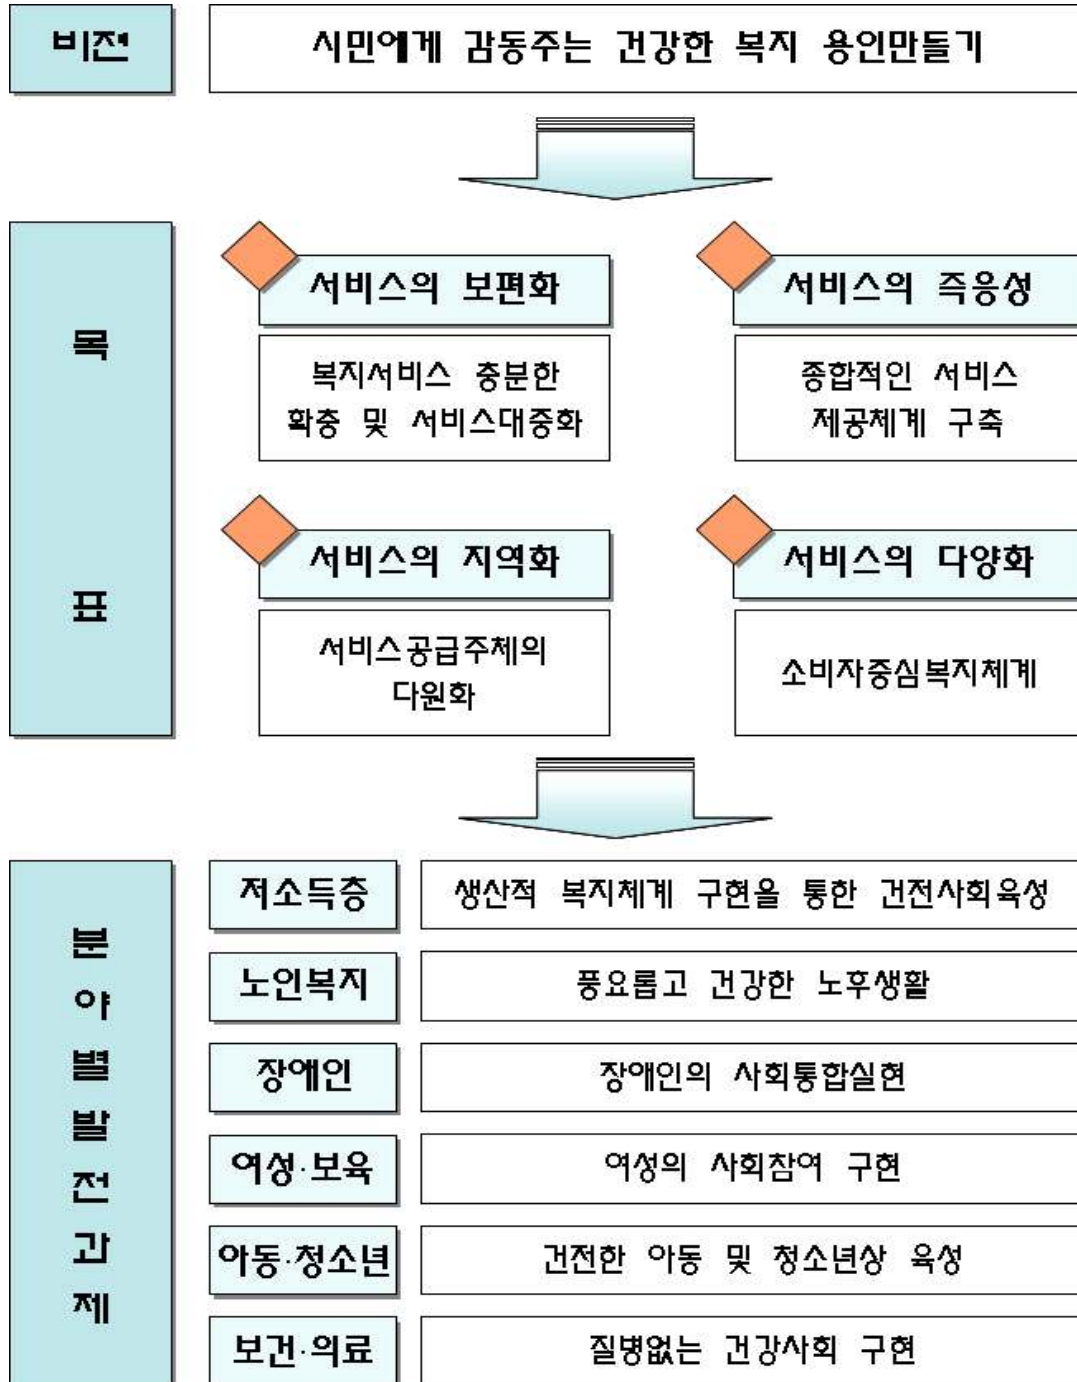 비전
시민에게 감동주는 건강한 복지 용인만들기
목
표
서비스의 보편화
복지서비스 충분한
확충 및 서비스대중화
서비스의 즉응성
종합적인 서비스
제공체계 구축
서비스의 지역화
서비스공급주체의
다원화
서비스의 다양화
소비자중심복지체계
분
야
별
발
전
과
제
저소득층
생산적 복지체계 구현을 통한 건전사회육성
노인복지
풍요롭고 건강한 노후생활
장애인
장애인의 사회통합실현
여성·보육
여성의 사회참여 구현
아동·청소년
건전한 아동 및 청소년상 육성
보건·의료
질병없는 건강사회 구현